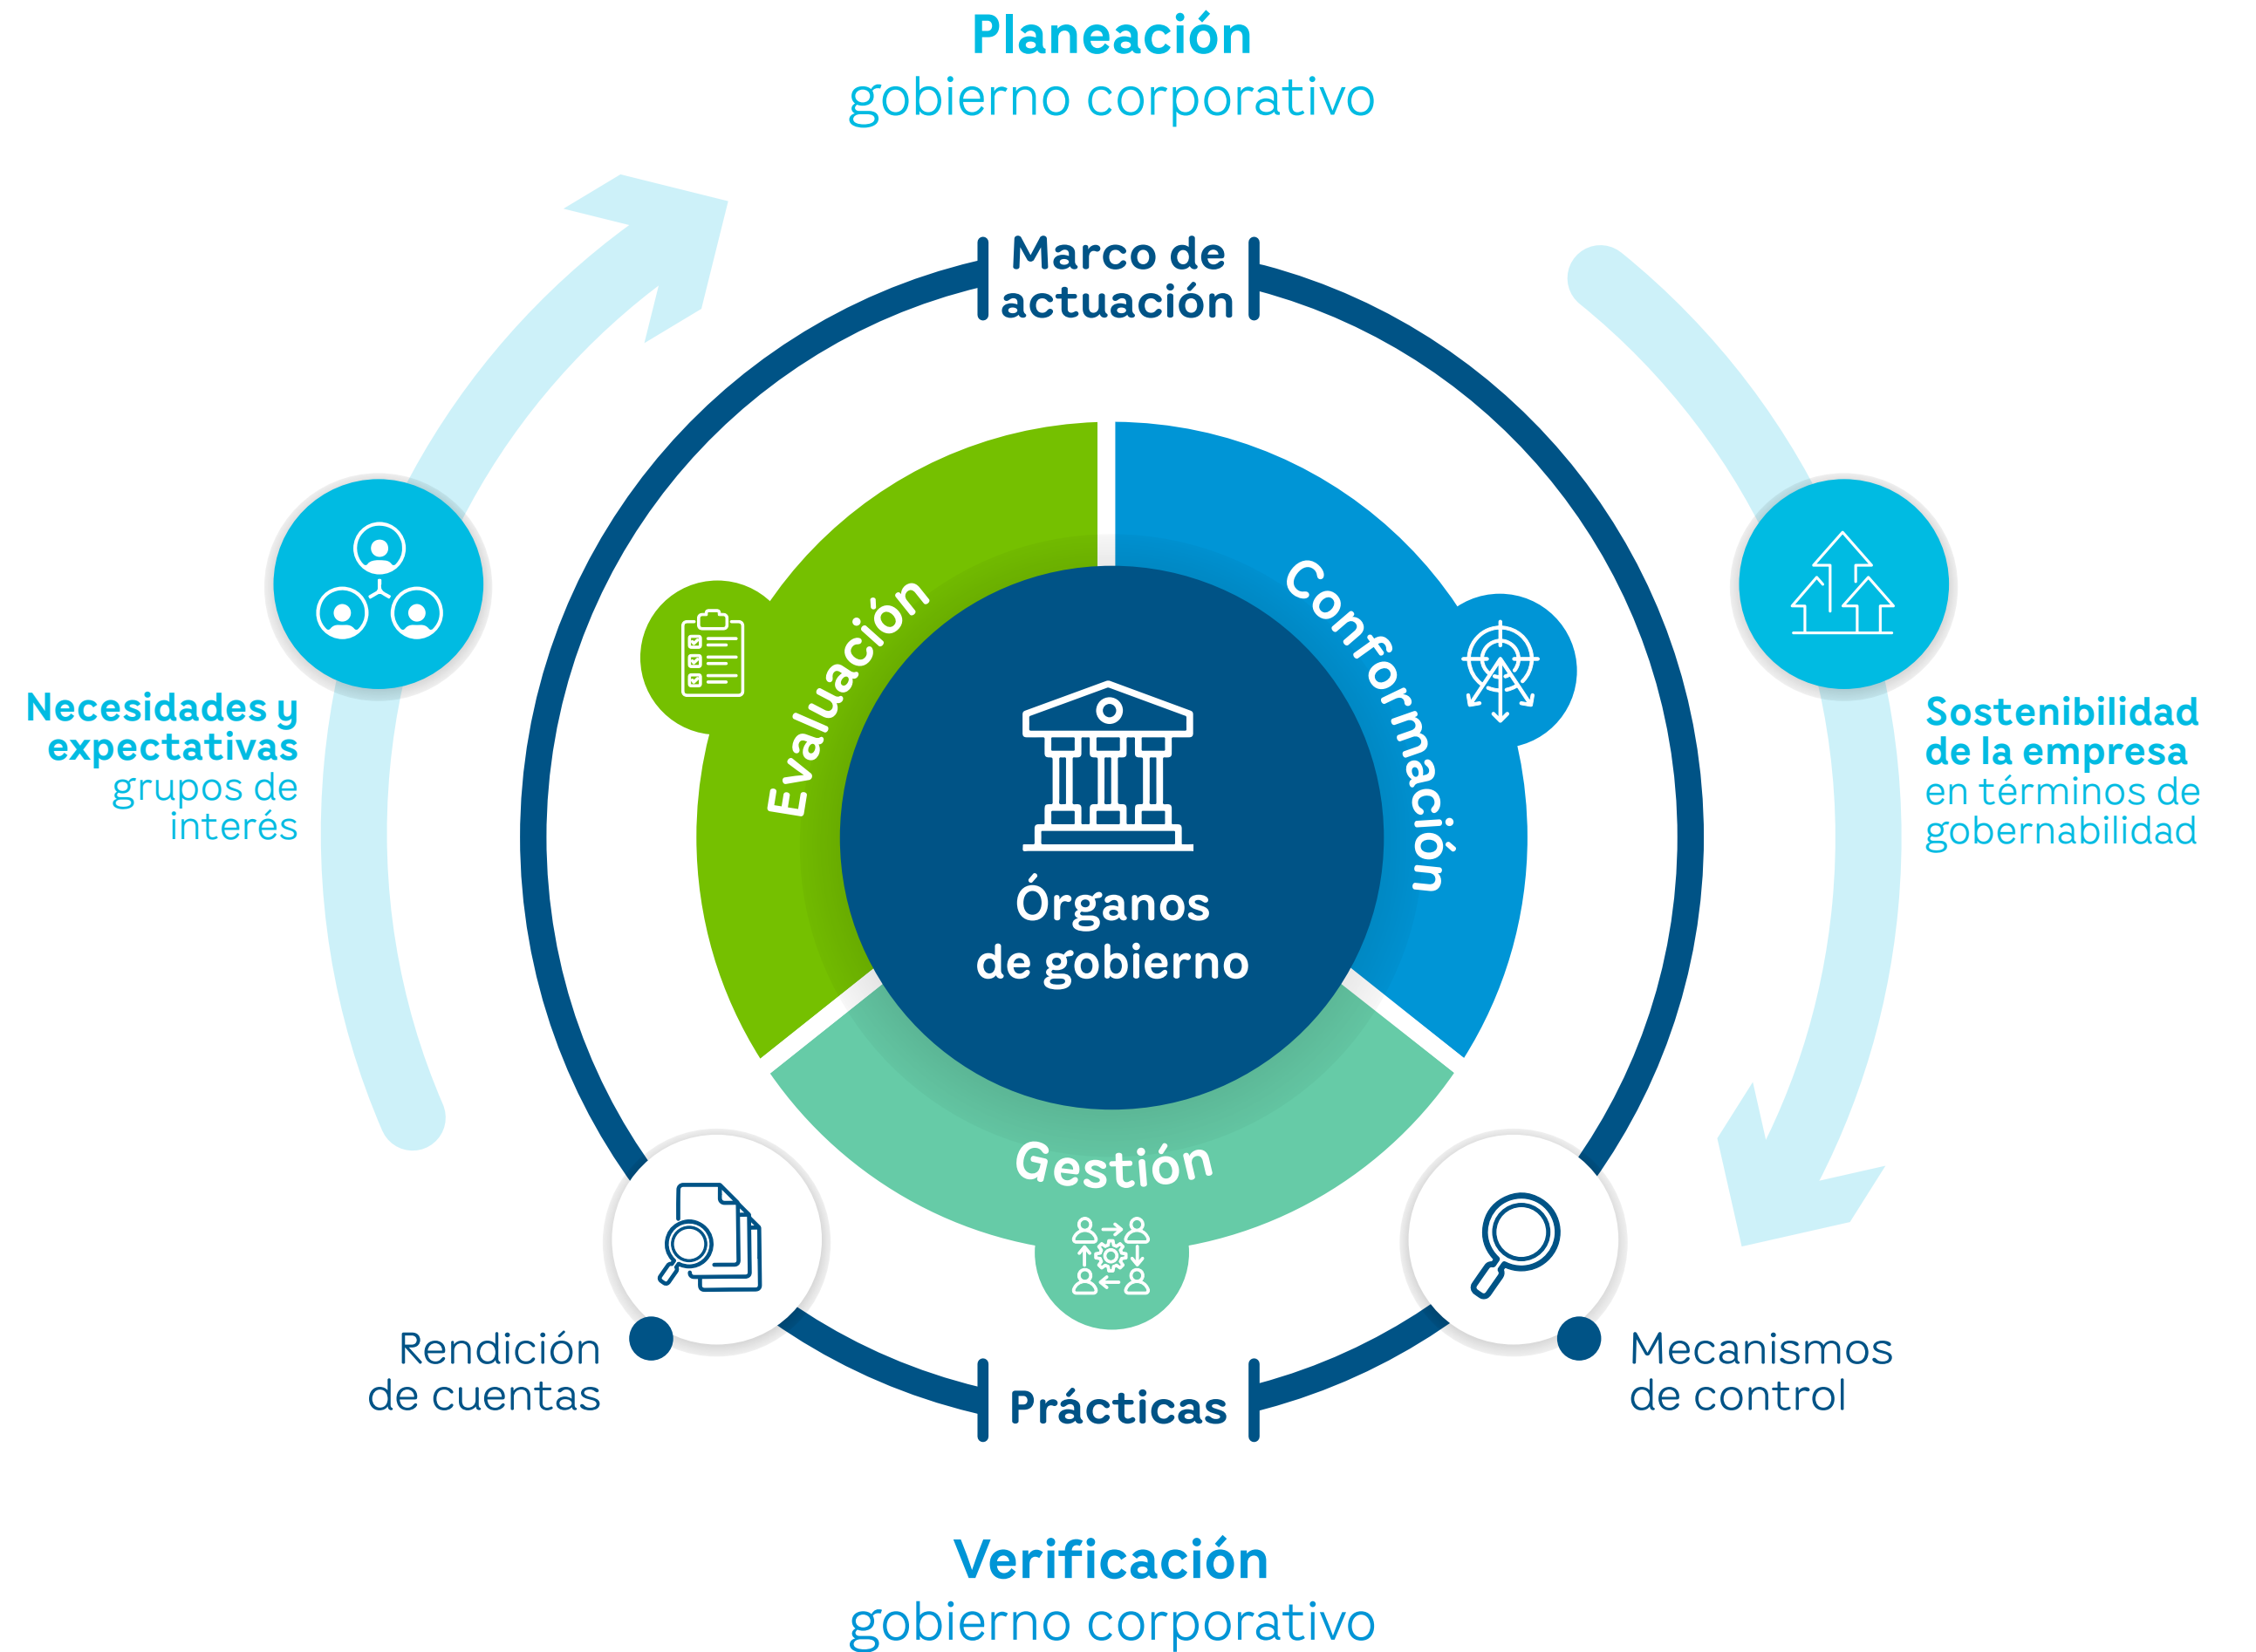 Planeación
gobierno corporativo
Marco de
actuación
Evaluación
Conformación
Necesidades y
expectativas
grupos de
interés
Sostenibilidad
de la empresa
en términos de
gobernabilidad
Órganos
de gobierno
Gestión
Rendición
de cuentas
Mecanismos
de control
Prácticas
Verificación
gobierno corporativo